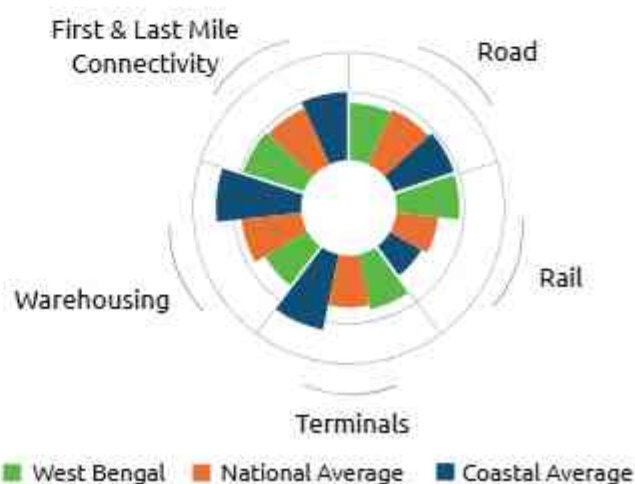 First & Last Mile
Connectivity
Road
Rail
Warehousing
Terminals
West Bengal National Average Coastal Average